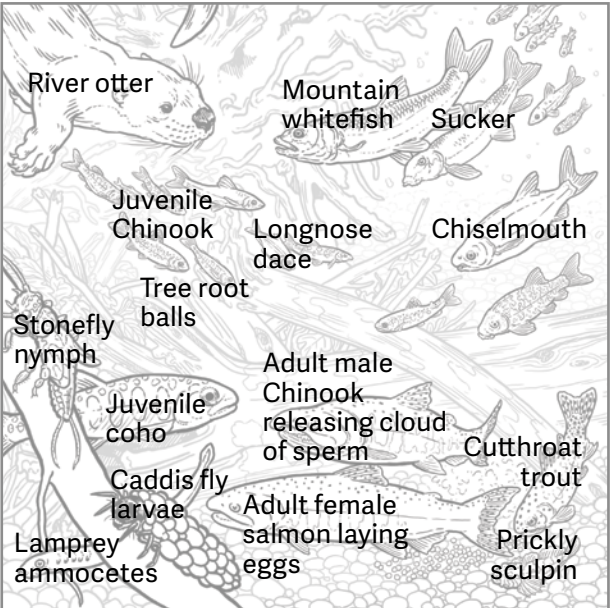 River otter
Mountain
whitefish
Sucker
Juvenile
Chinook
Longnose
dace
Chiselmouth
Tree root
balls
Stonefly
nymph
Adult male
Chinook
releasing cloud
of sperm
Juvenile
coho
Cutthroat
trout
Caddis fly
larvae
Adult female
salmon laying
eggs
Lamprey
ammocetes
Prickly
sculpin